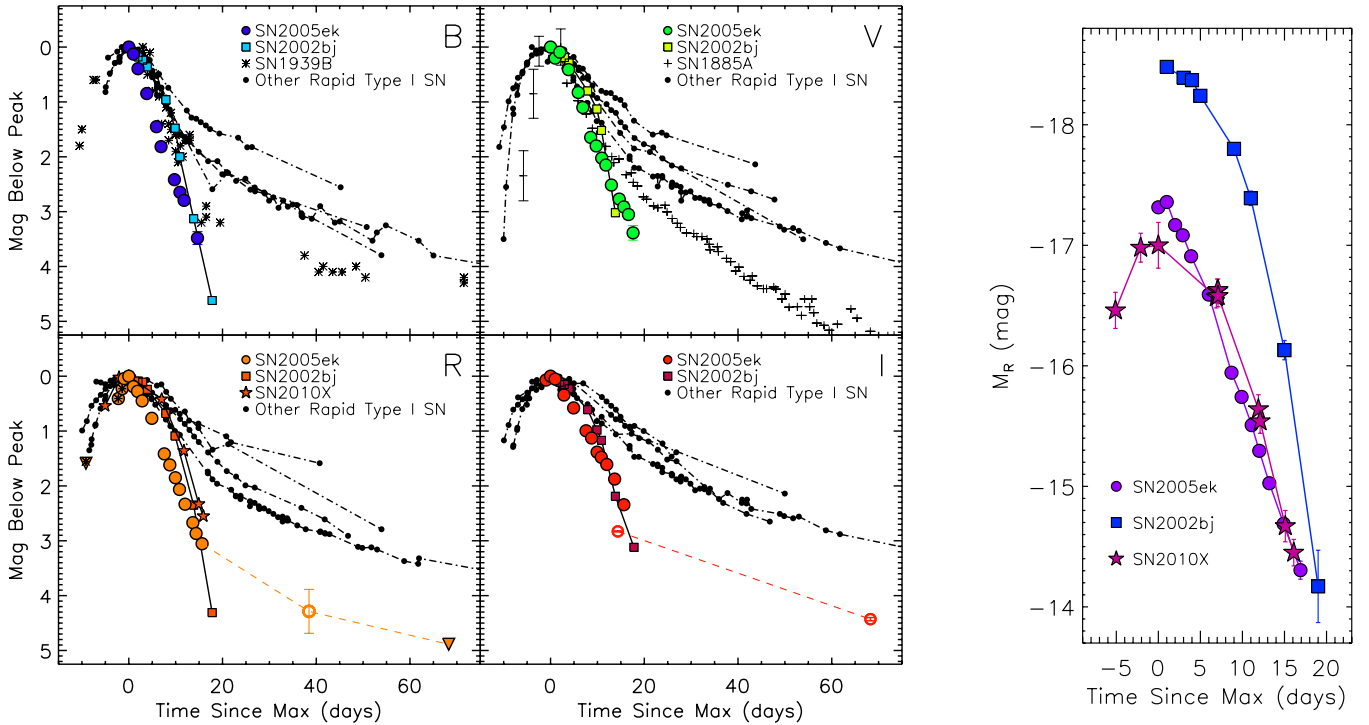 SN2005ek
SN2002bj
SN1939B
Other Rapid Type I SN
B
Mag Below Peak
0
1
2
3
4
5
SN2005ek
SN2002bj
SN1885A
Other Rapid Type I SN
V
SN2005ek
SN2002bj
SN2010X
Other Rapid Type I SN
R
Mag Below Peak
0
1
2
3
4
5
0 20 40 60
Time Since Max (days)
SN2005ek
SN2002bj
Other Rapid Type I SN
I
0 20 40 60
Time Since Max (days)
M_R (mag)
−18
−17
−16
−15
−14
SN2005ek
SN2002bj
SN2010X
−5 0 5 10 15 20
Time Since Max (days)